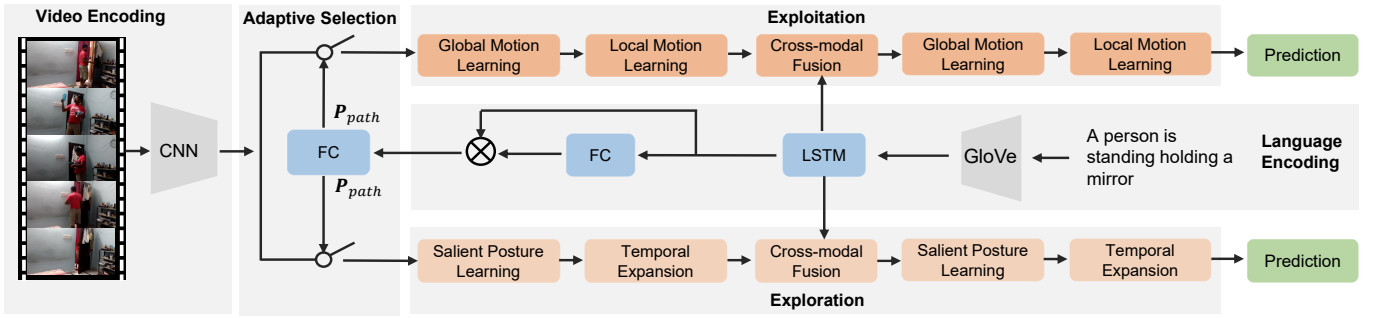 Video Encoding
CNN
Adaptive Selection
P_path
FC
P_path
Exploitation
Global Motion
Learning
Local Motion
Learning
Cross-modal
Fusion
Global Motion
Learning
Local Motion
Learning
Prediction
FC
LSTM
GloVe
A person is
standing holding a
mirror
Language
Encoding
Salient Posture
Learning
Temporal
Expansion
Cross-modal
Fusion
Salient Posture
Learning
Temporal
Expansion
Prediction
Exploration